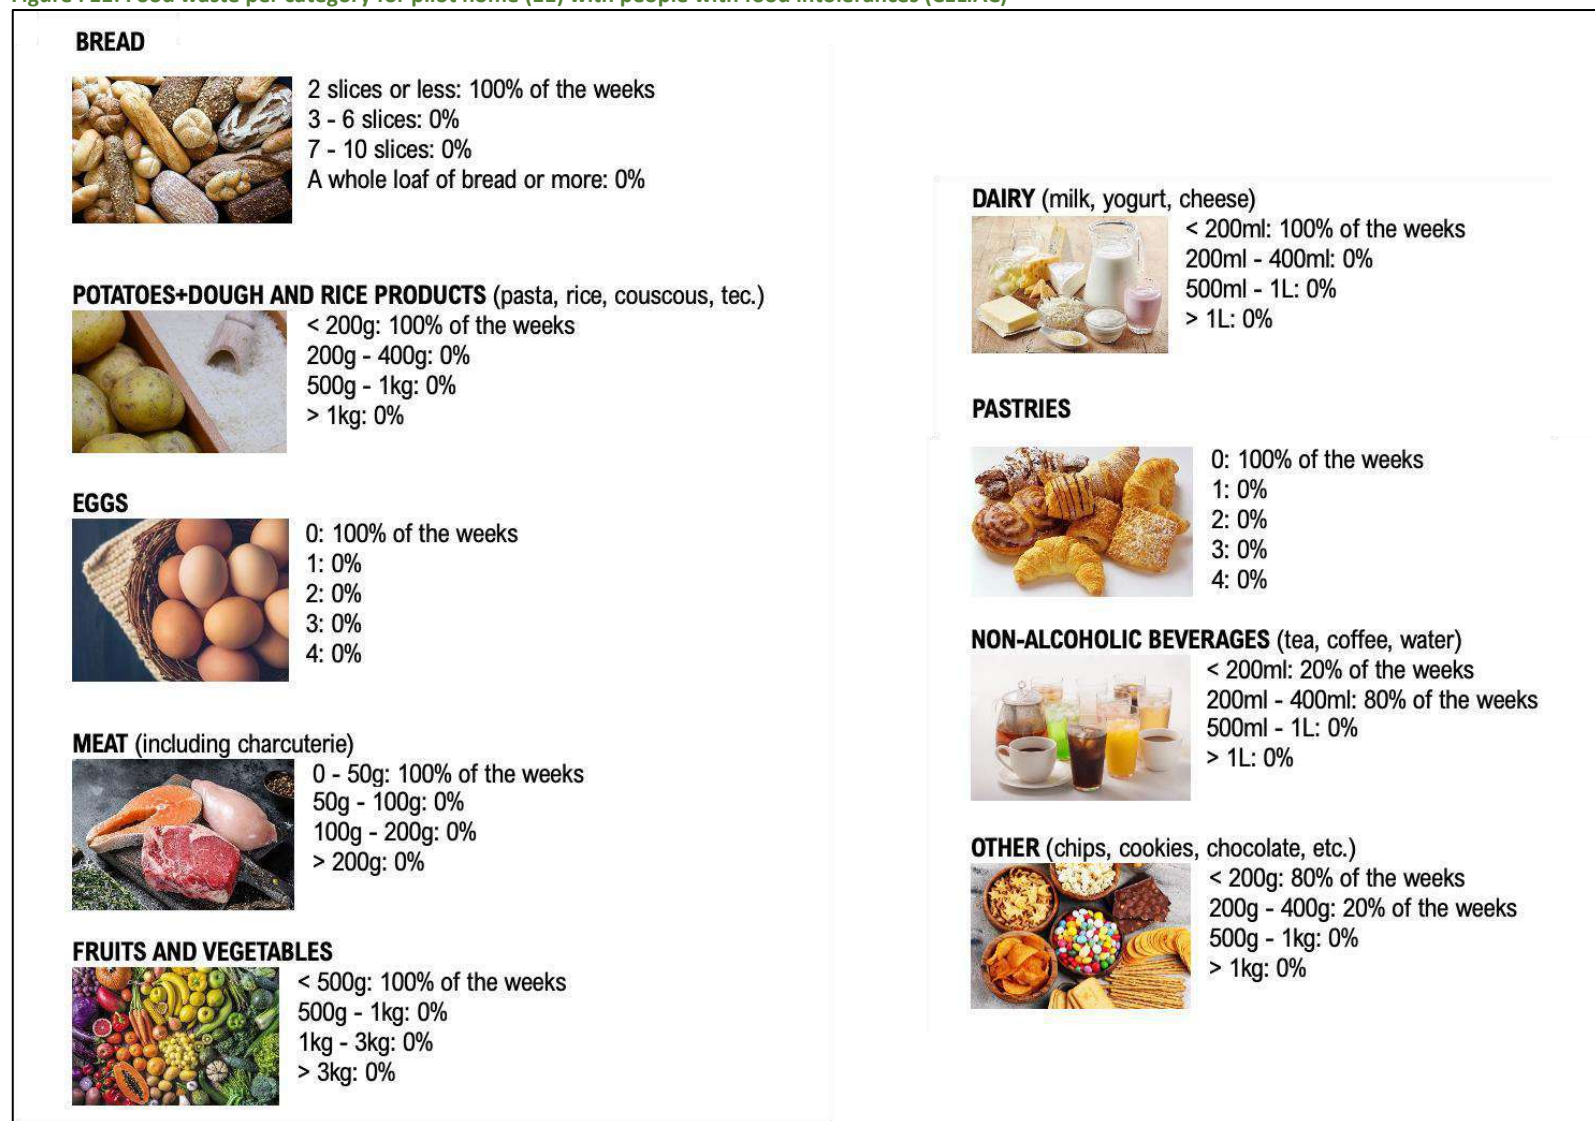 BREAD
2 slices or less: 100% of the weeks
3 - 6 slices: 0%
7 - 10 slices: 0%
A whole loaf of bread or more: 0%
POTATOES+DOUGH AND RICE PRODUCTS (pasta, rice, couscous, tec.)
< 200g: 100% of the weeks
200g - 400g: 0%
500g - 1kg: 0%
> 1kg: 0%
EGGS
0: 100% of the weeks
1: 0%
2: 0%
3: 0%
4: 0%
MEAT (including charcuterie)
0 - 50g: 100% of the weeks
50g - 100g: 0%
100g - 200g: 0%
> 200g: 0%
FRUITS AND VEGETABLES
< 500g: 100% of the weeks
500g - 1kg: 0%
1kg - 3kg: 0%
> 3kg: 0%
DAIRY (milk, yogurt, cheese)
< 200ml: 100% of the weeks
200ml - 400ml: 0%
500ml - 1L: 0%
> 1L: 0%
PASTRIES
0: 100% of the weeks
1: 0%
2: 0%
3: 0%
4: 0%
NON-ALCOHOLIC BEVERAGES (tea, coffee, water)
< 200ml: 20% of the weeks
200ml - 400ml: 80% of the weeks
500ml - 1L: 0%
> 1L: 0%
OTHER (chips, cookies, chocolate, etc.)
< 200g: 80% of the weeks
200g - 400g: 20% of the weeks
500g - 1kg: 0%
> 1kg: 0%